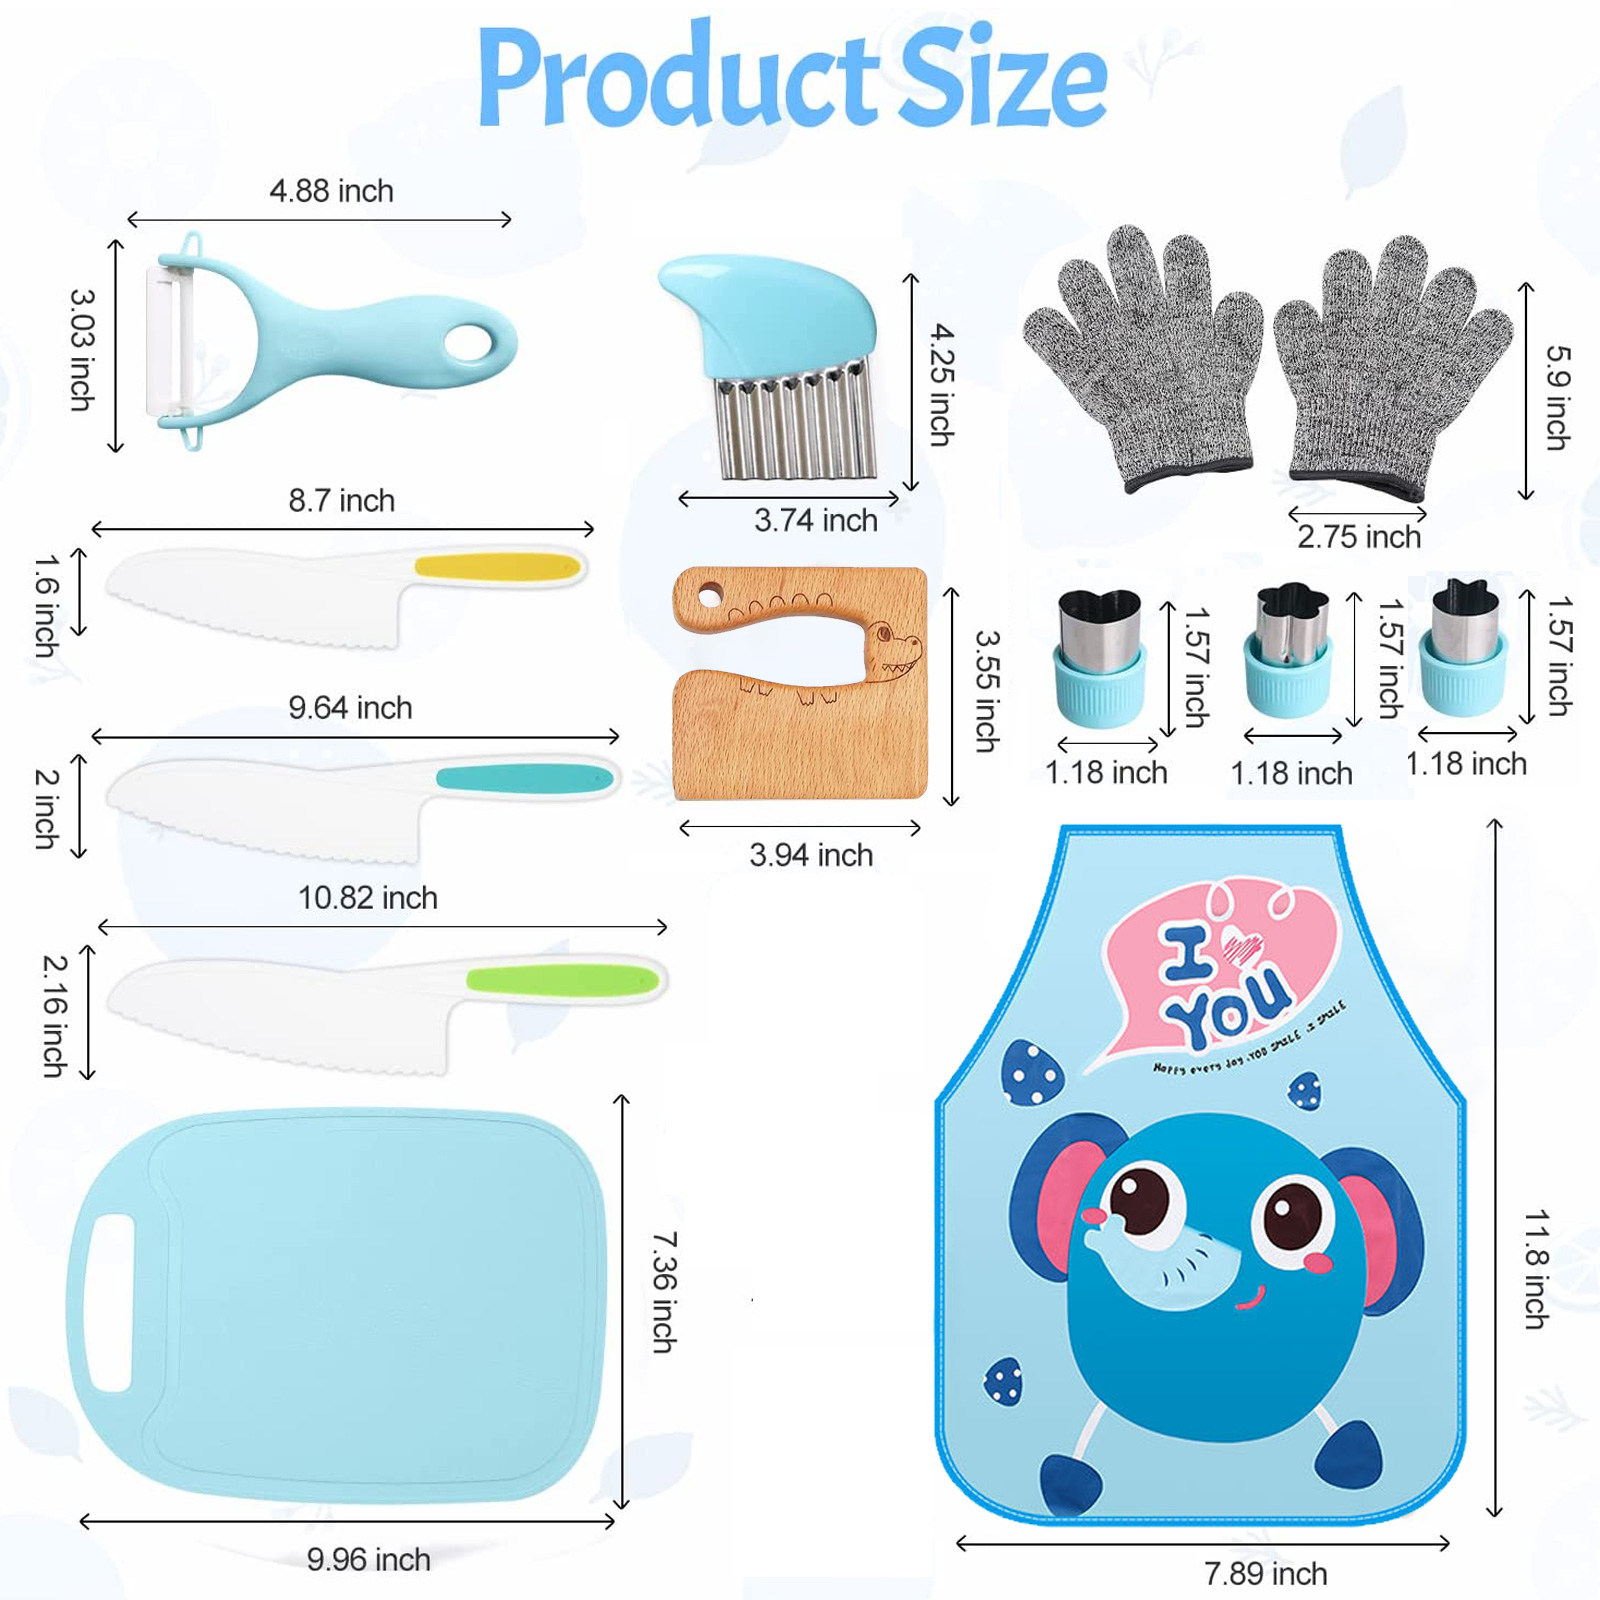 Product Size
4.88 inch
3.03 inch
4.25 inch
3.74 inch
5.9 inch
2.75 inch
8.7 inch
1.6 inch
9.64 inch
2 inch
10.82 inch
2.16 inch
3.55 inch
3.94 inch
1.57 inch
1.18 inch
1.57 inch
1.18 inch
1.57 inch
1.18 inch
7.36 inch
9.96 inch
I
YOU
Happy every day .YOU SMILE .I SMILE
11.8 inch
7.89 inch